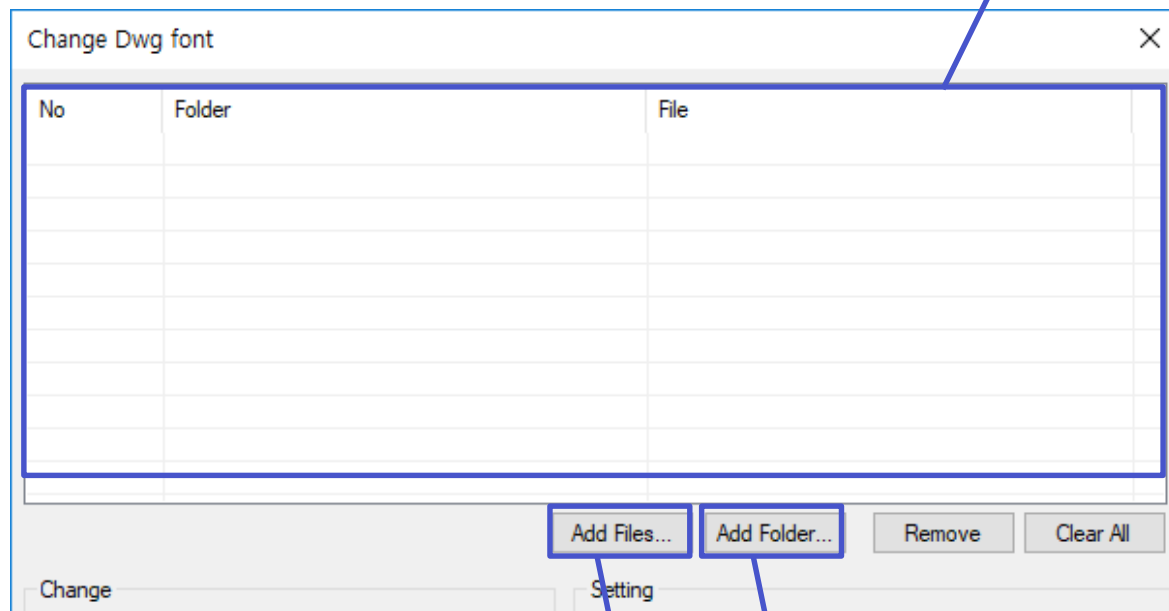 Change Dwg font
No Folder File
Add Files... Add Folder... Remove Clear All
Change Setting